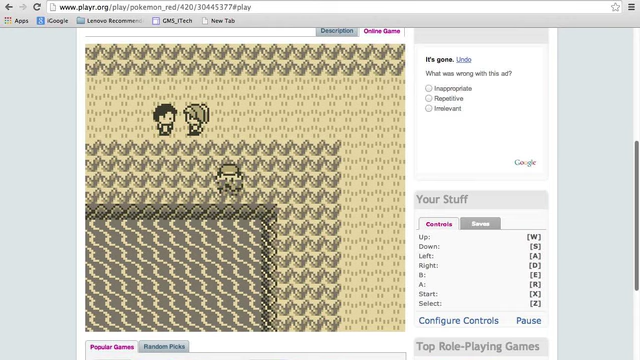 www.playr.org/play/pokemon_red/420/30445377#play
Apps
iGoogle
Lenovo Recommend
GMS_ITech
New Tab
Description
Online Game
It's gone. Undo
What was wrong with this ad?
Inappropriate
Repetitive
Irrelevant
Google
Your Stuff
Controls
Saves
Up: [W]
Down: [S]
Left: [A]
Right: [D]
B: [E]
A: [R]
Start: [X]
Select: [Z]
Configure Controls
Pause
Popular Games
Random Picks
Top Role-Playing Games